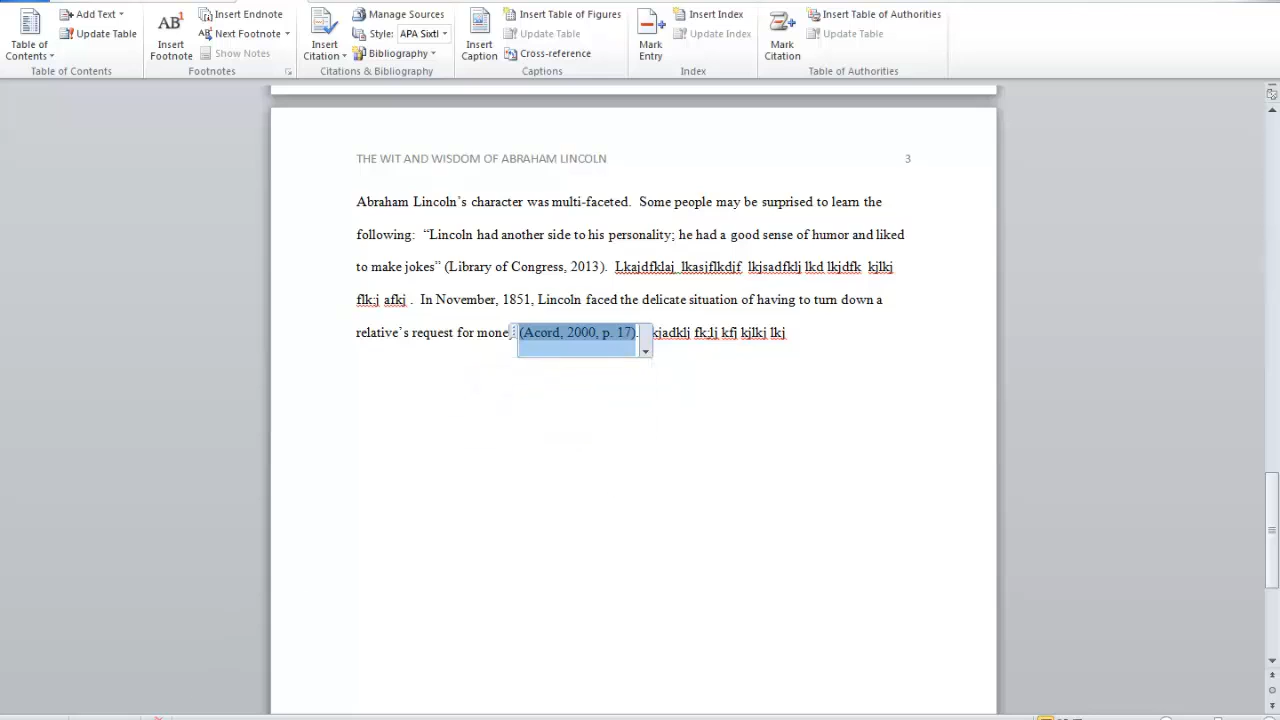 Table of Contents
Add Text
Update Table
Table of Contents
AB1
Insert Footnote
Insert Endnote
Next Footnote
Show Notes
Footnotes
Insert Citation
Manage Sources
Style: APA Sixtl
Bibliography
Citations & Bibliography
Insert Caption
Insert Table of Figures
Update Table
Cross-reference
Captions
Mark Entry
Insert Index
Update Index
Index
Mark Citation
Insert Table of Authorities
Update Table
Table of Authorities
THE WIT AND WISDOM OF ABRAHAM LINCOLN 3
Abraham Lincoln’s character was multi-faceted.  Some people may be surprised to learn the
following:  “Lincoln had another side to his personality; he had a good sense of humor and liked
to make jokes” (Library of Congress, 2013).  Lkajdfklaj  lkasjflkdjf  lkjsadfklj lkd lkjdfk  kjlkj
flk;j afkj .  In November, 1851, Lincoln faced the delicate situation of having to turn down a
relative’s request for mone (Acord, 2000, p. 17).  kjadklj fk;lj kfj kjlkj lkj